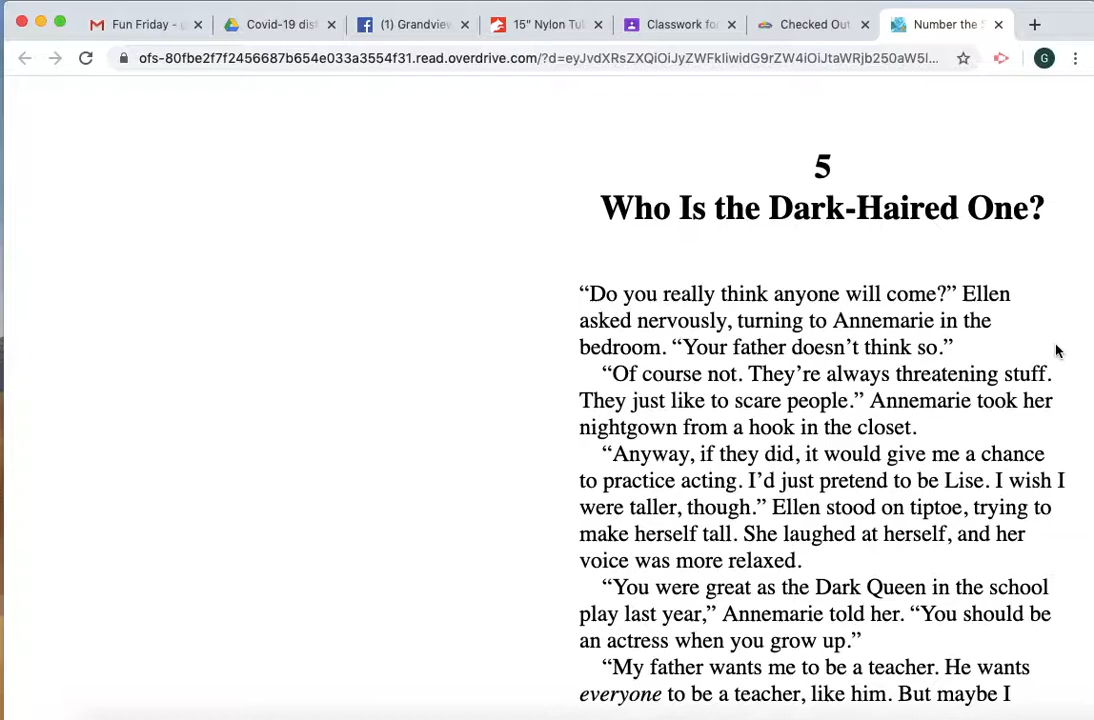 Fun Friday -
Covid-19 dis
(1) Grandview
15" Nylon Tu
Classwork fo
Checked Out
Number the S
ofs-80fbe2f7f2456687b654e033a3554f31.read.overdrive.com/?d=eyJvdXRsZXQiOiJyZWFkIiwidG9rZW4iOiJtaWRjb250aW5l...
G
5
Who Is the Dark-Haired One?
“Do you really think anyone will come?” Ellen
asked nervously, turning to Annemarie in the
bedroom. “Your father doesn’t think so.”
“Of course not. They’re always threatening stuff.
They just like to scare people.” Annemarie took her
nightgown from a hook in the closet.
“Anyway, if they did, it would give me a chance
to practice acting. I’d just pretend to be Lise. I wish I
were taller, though.” Ellen stood on tiptoe, trying to
make herself tall. She laughed at herself, and her
voice was more relaxed.
“You were great as the Dark Queen in the school
play last year,” Annemarie told her. “You should be
an actress when you grow up.”
“My father wants me to be a teacher. He wants
everyone to be a teacher, like him. But maybe I